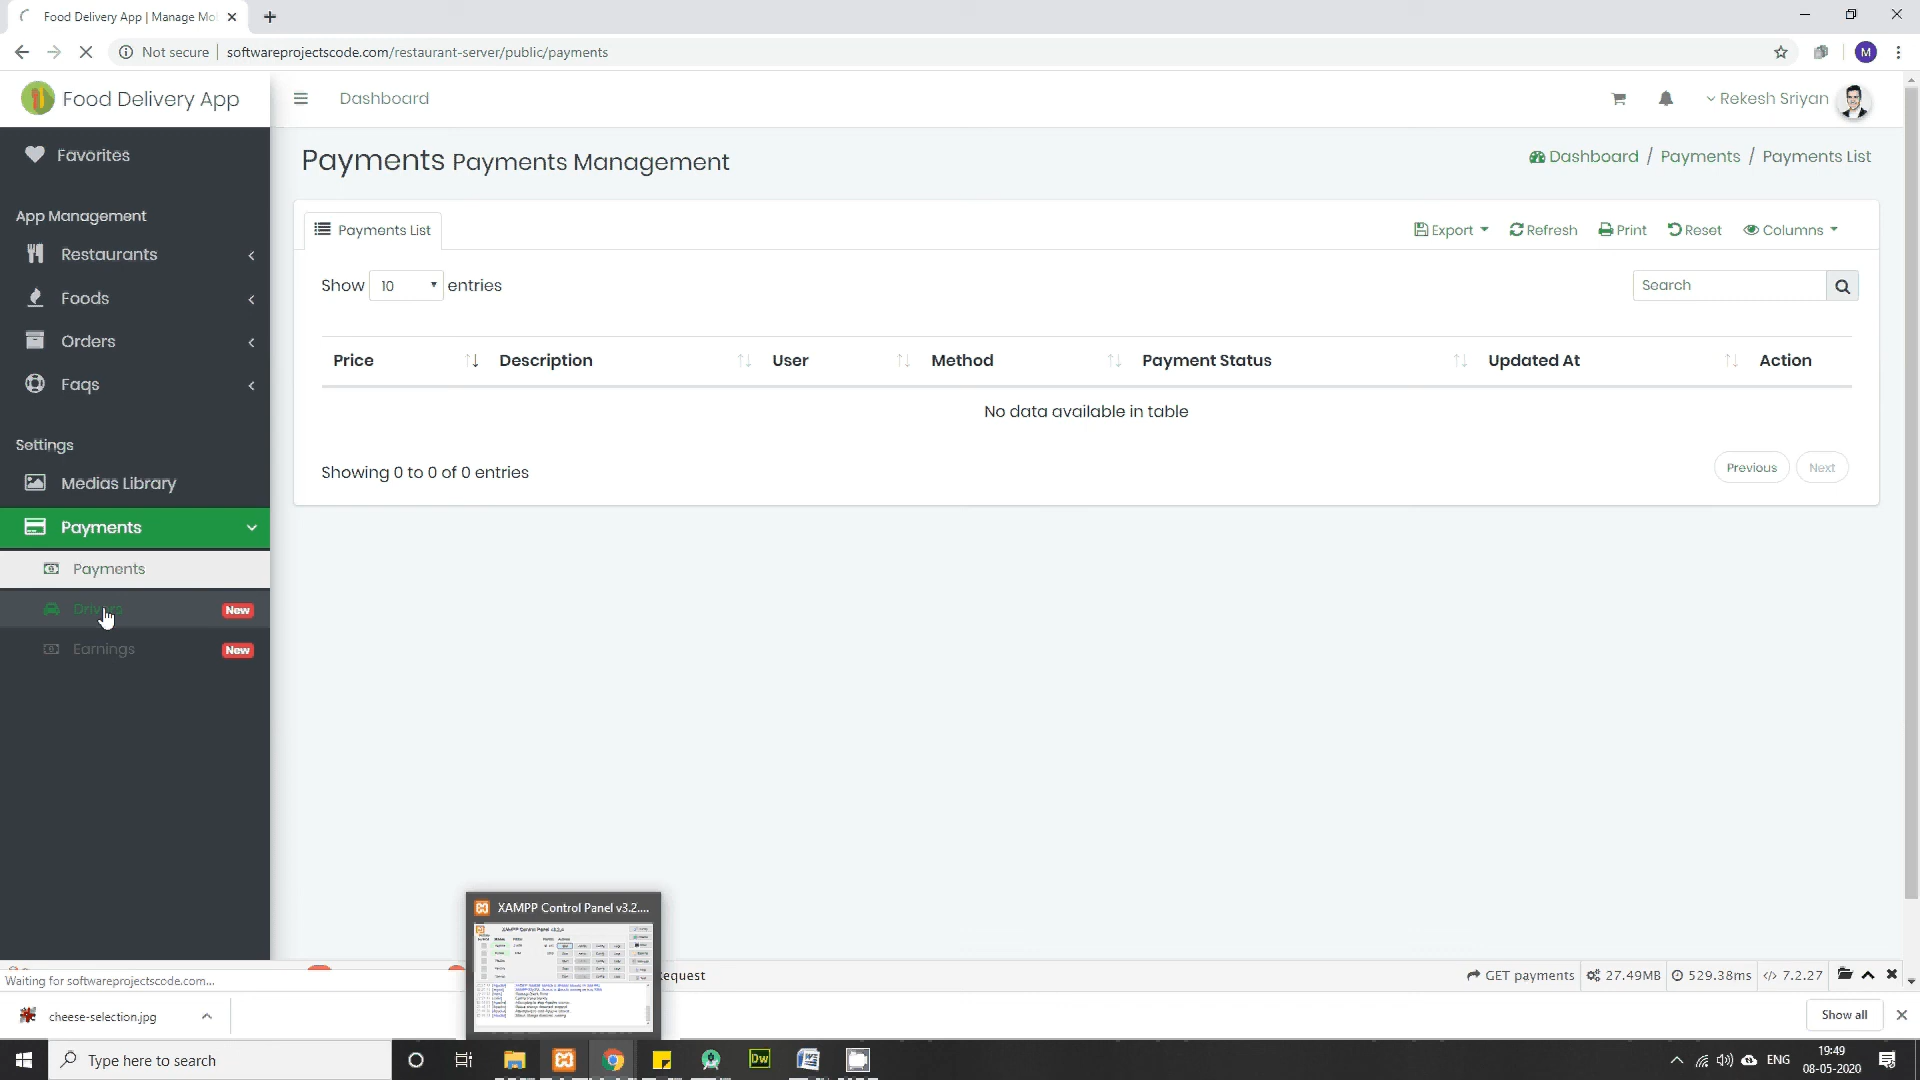 Food Delivery App | Manage Mo
Not secure
softwareprojectscode.com/restaurant-server/public/payments
M
Food Delivery App
Dashboard
Rekesh Sriyan
Favorites
App Management
Restaurants
Foods
Orders
Faqs
Settings
Medias Library
Payments
Payments
Drivers
New
Earnings
New
Payments Payments Management
Dashboard / Payments / Payments List
Payments List
Export
Refresh
Print
Reset
Columns
Show 10 entries
Search
Price
Description
User
Method
Payment Status
Updated At
Action
No data available in table
Showing 0 to 0 of 0 entries
Previous
Next
XAMPP Control Panel v3.2....
equest
GET payments
27.49MB
529.38ms
7.2.27
Waiting for softwareprojectscode.com...
cheese-selection.jpg
Show all
Type here to search
Dw
ENG
19:49
08-05-2020